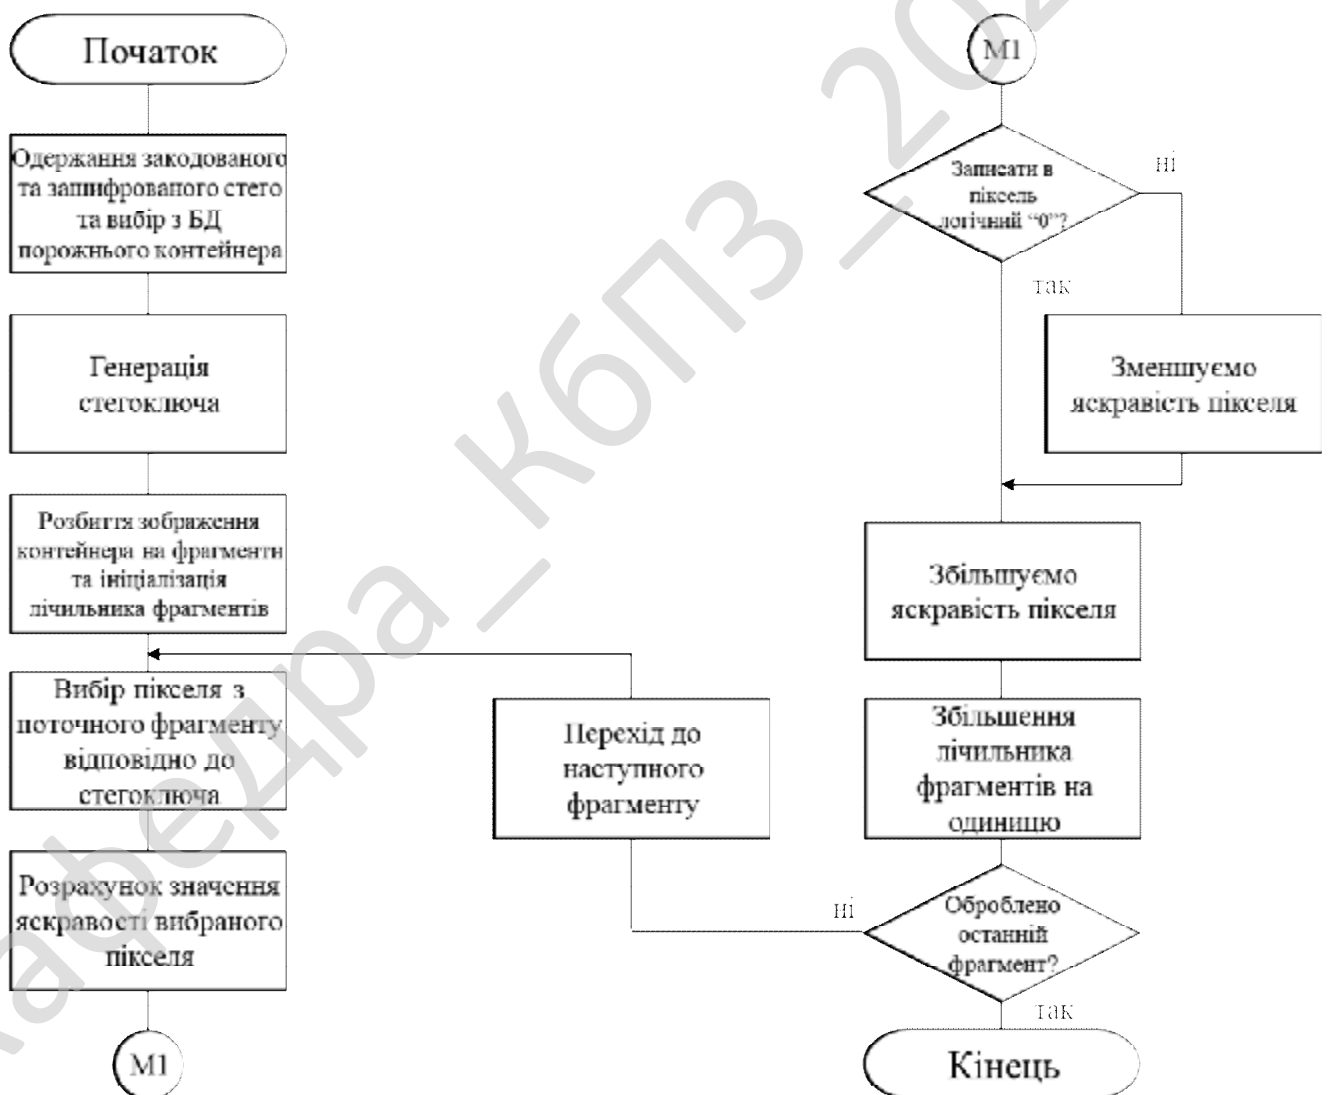 Початок
Одержання закодованого
та зашифрованого стего
та вибір з БД
порожнього контейнера
Генерація
стегоключа
Розбиття зображення
контейнера на фрагменти
та ініціалізація
лічильника фрагментів
Вибір пікселя з
поточного фрагменту
відповідно до
стегоключа
Розрахунок значення
яскравості вибраного
пікселя
М1
Перехід до
наступного
фрагменту
М1
Записати в
піксель
логічний “0”?
ні
так
Зменшуємо
яскравість пікселя
Збільшуємо
яскравість пікселя
Збільшення
лічильника
фрагментів на
одиницю
Оброблено
останній
фрагмент?
ні
так
Кінець
кафедра_КбПЗ_20